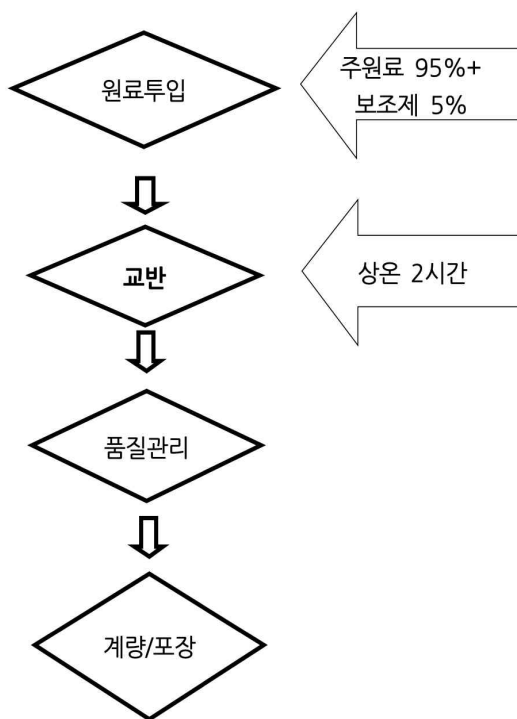 원료투입
주원료 95%+
보조제 5%
교반
상온 2시간
품질관리
계량/포장